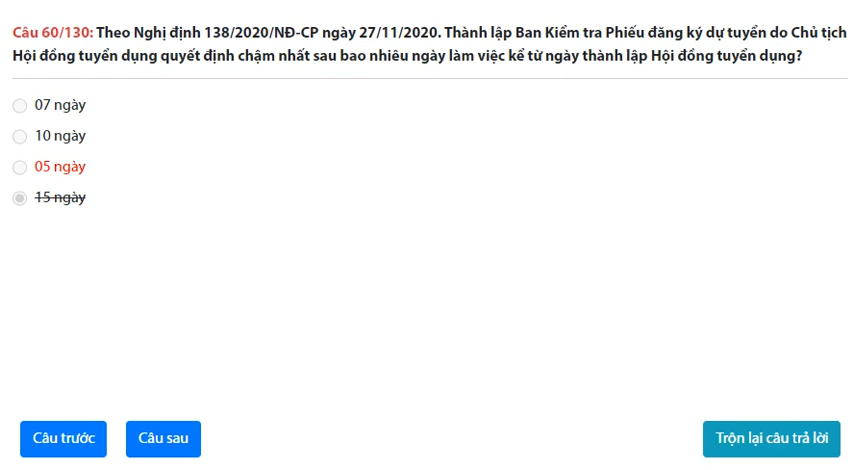 Câu 60/130: Theo Nghị định 138/2020/NĐ-CP ngày 27/11/2020. Thành lập Ban Kiểm tra Phiếu đăng ký dự tuyển do Chủ tịch
Hội đồng tuyển dụng quyết định chậm nhất sau bao nhiêu ngày làm việc kể từ ngày thành lập Hội đồng tuyển dụng?
07 ngày
10 ngày
05 ngày
15 ngày
Câu trước
Câu sau
Trộn lại câu trả lời